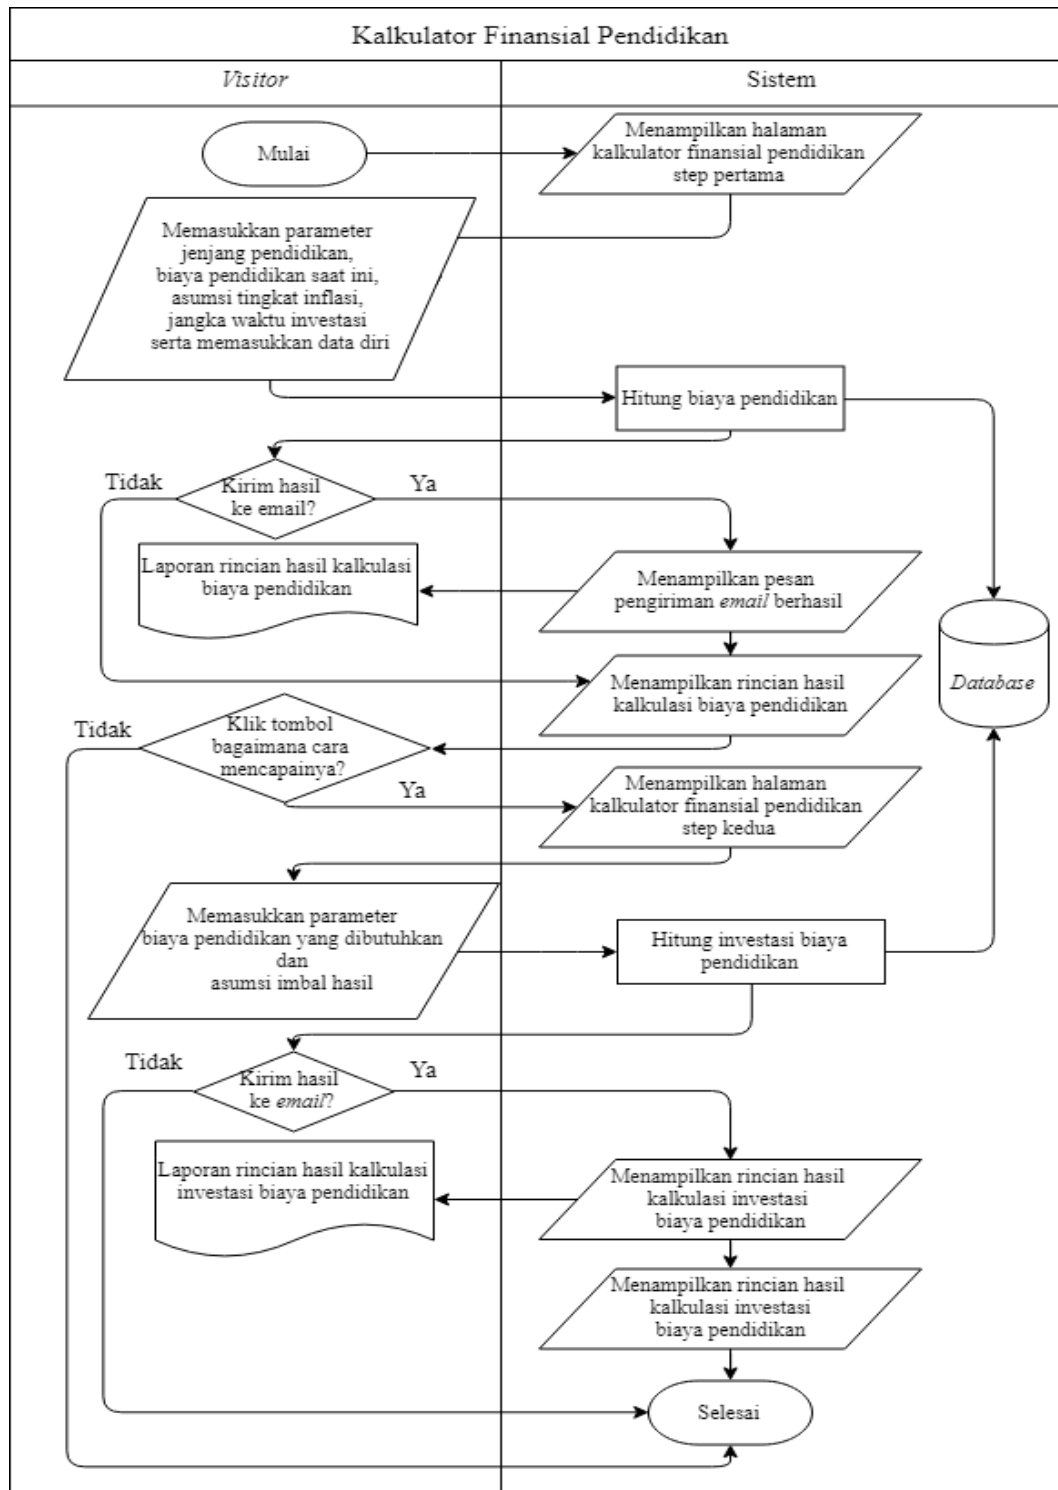 Kalkulator Finansial Pendidikan
Visitor
Sistem
Mulai
Menampilkan halaman
kalkulator finansial pendidikan
step pertama
Memasukkan parameter
jenjang pendidikan,
biaya pendidikan saat ini,
asumsi tingkat inflasi,
jangka waktu investasi
serta memasukkan data diri
Hitung biaya pendidikan
Tidak
Kirim hasil
ke email?
Ya
Laporan rincian hasil kalkulasi
biaya pendidikan
Menampilkan pesan
pengiriman email berhasil
Database
Menampilkan rincian hasil
kalkulasi biaya pendidikan
Tidak
Klik tombol
bagaimana cara
mencapainya?
Ya
Menampilkan halaman
kalkulator finansial pendidikan
step kedua
Memasukkan parameter
biaya pendidikan yang dibutuhkan
dan
asumsi imbal hasil
Hitung investasi biaya
pendidikan
Tidak
Kirim hasil
ke email?
Ya
Laporan rincian hasil kalkulasi
investasi biaya pendidikan
Menampilkan rincian hasil
kalkulasi investasi
biaya pendidikan
Menampilkan rincian hasil
kalkulasi investasi
biaya pendidikan
Selesai